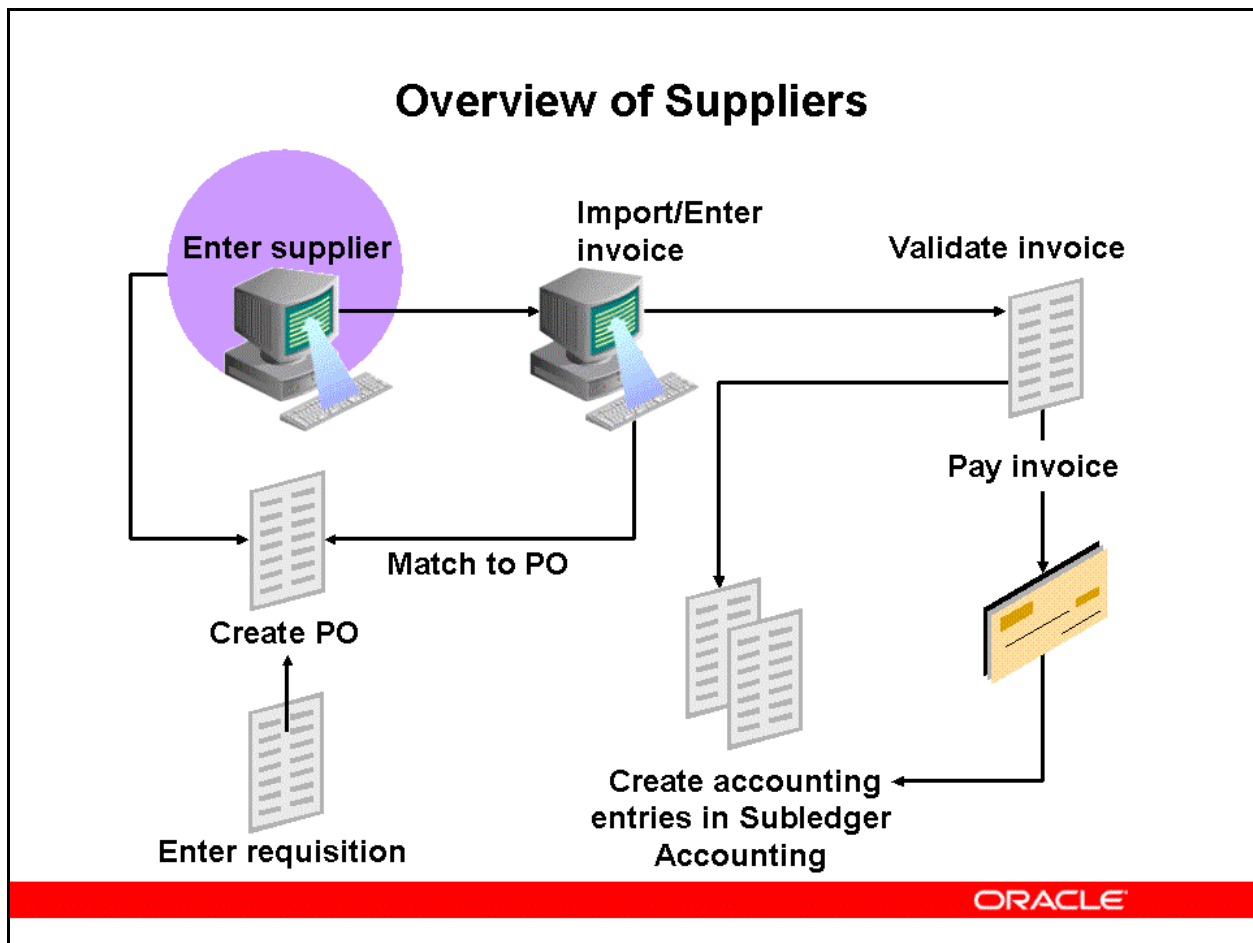 Overview of Suppliers
Enter supplier
Import/Enter
invoice
Validate invoice
Pay invoice
Match to PO
Create PO
Enter requisition
Create accounting
entries in Subledger
Accounting
ORACLE